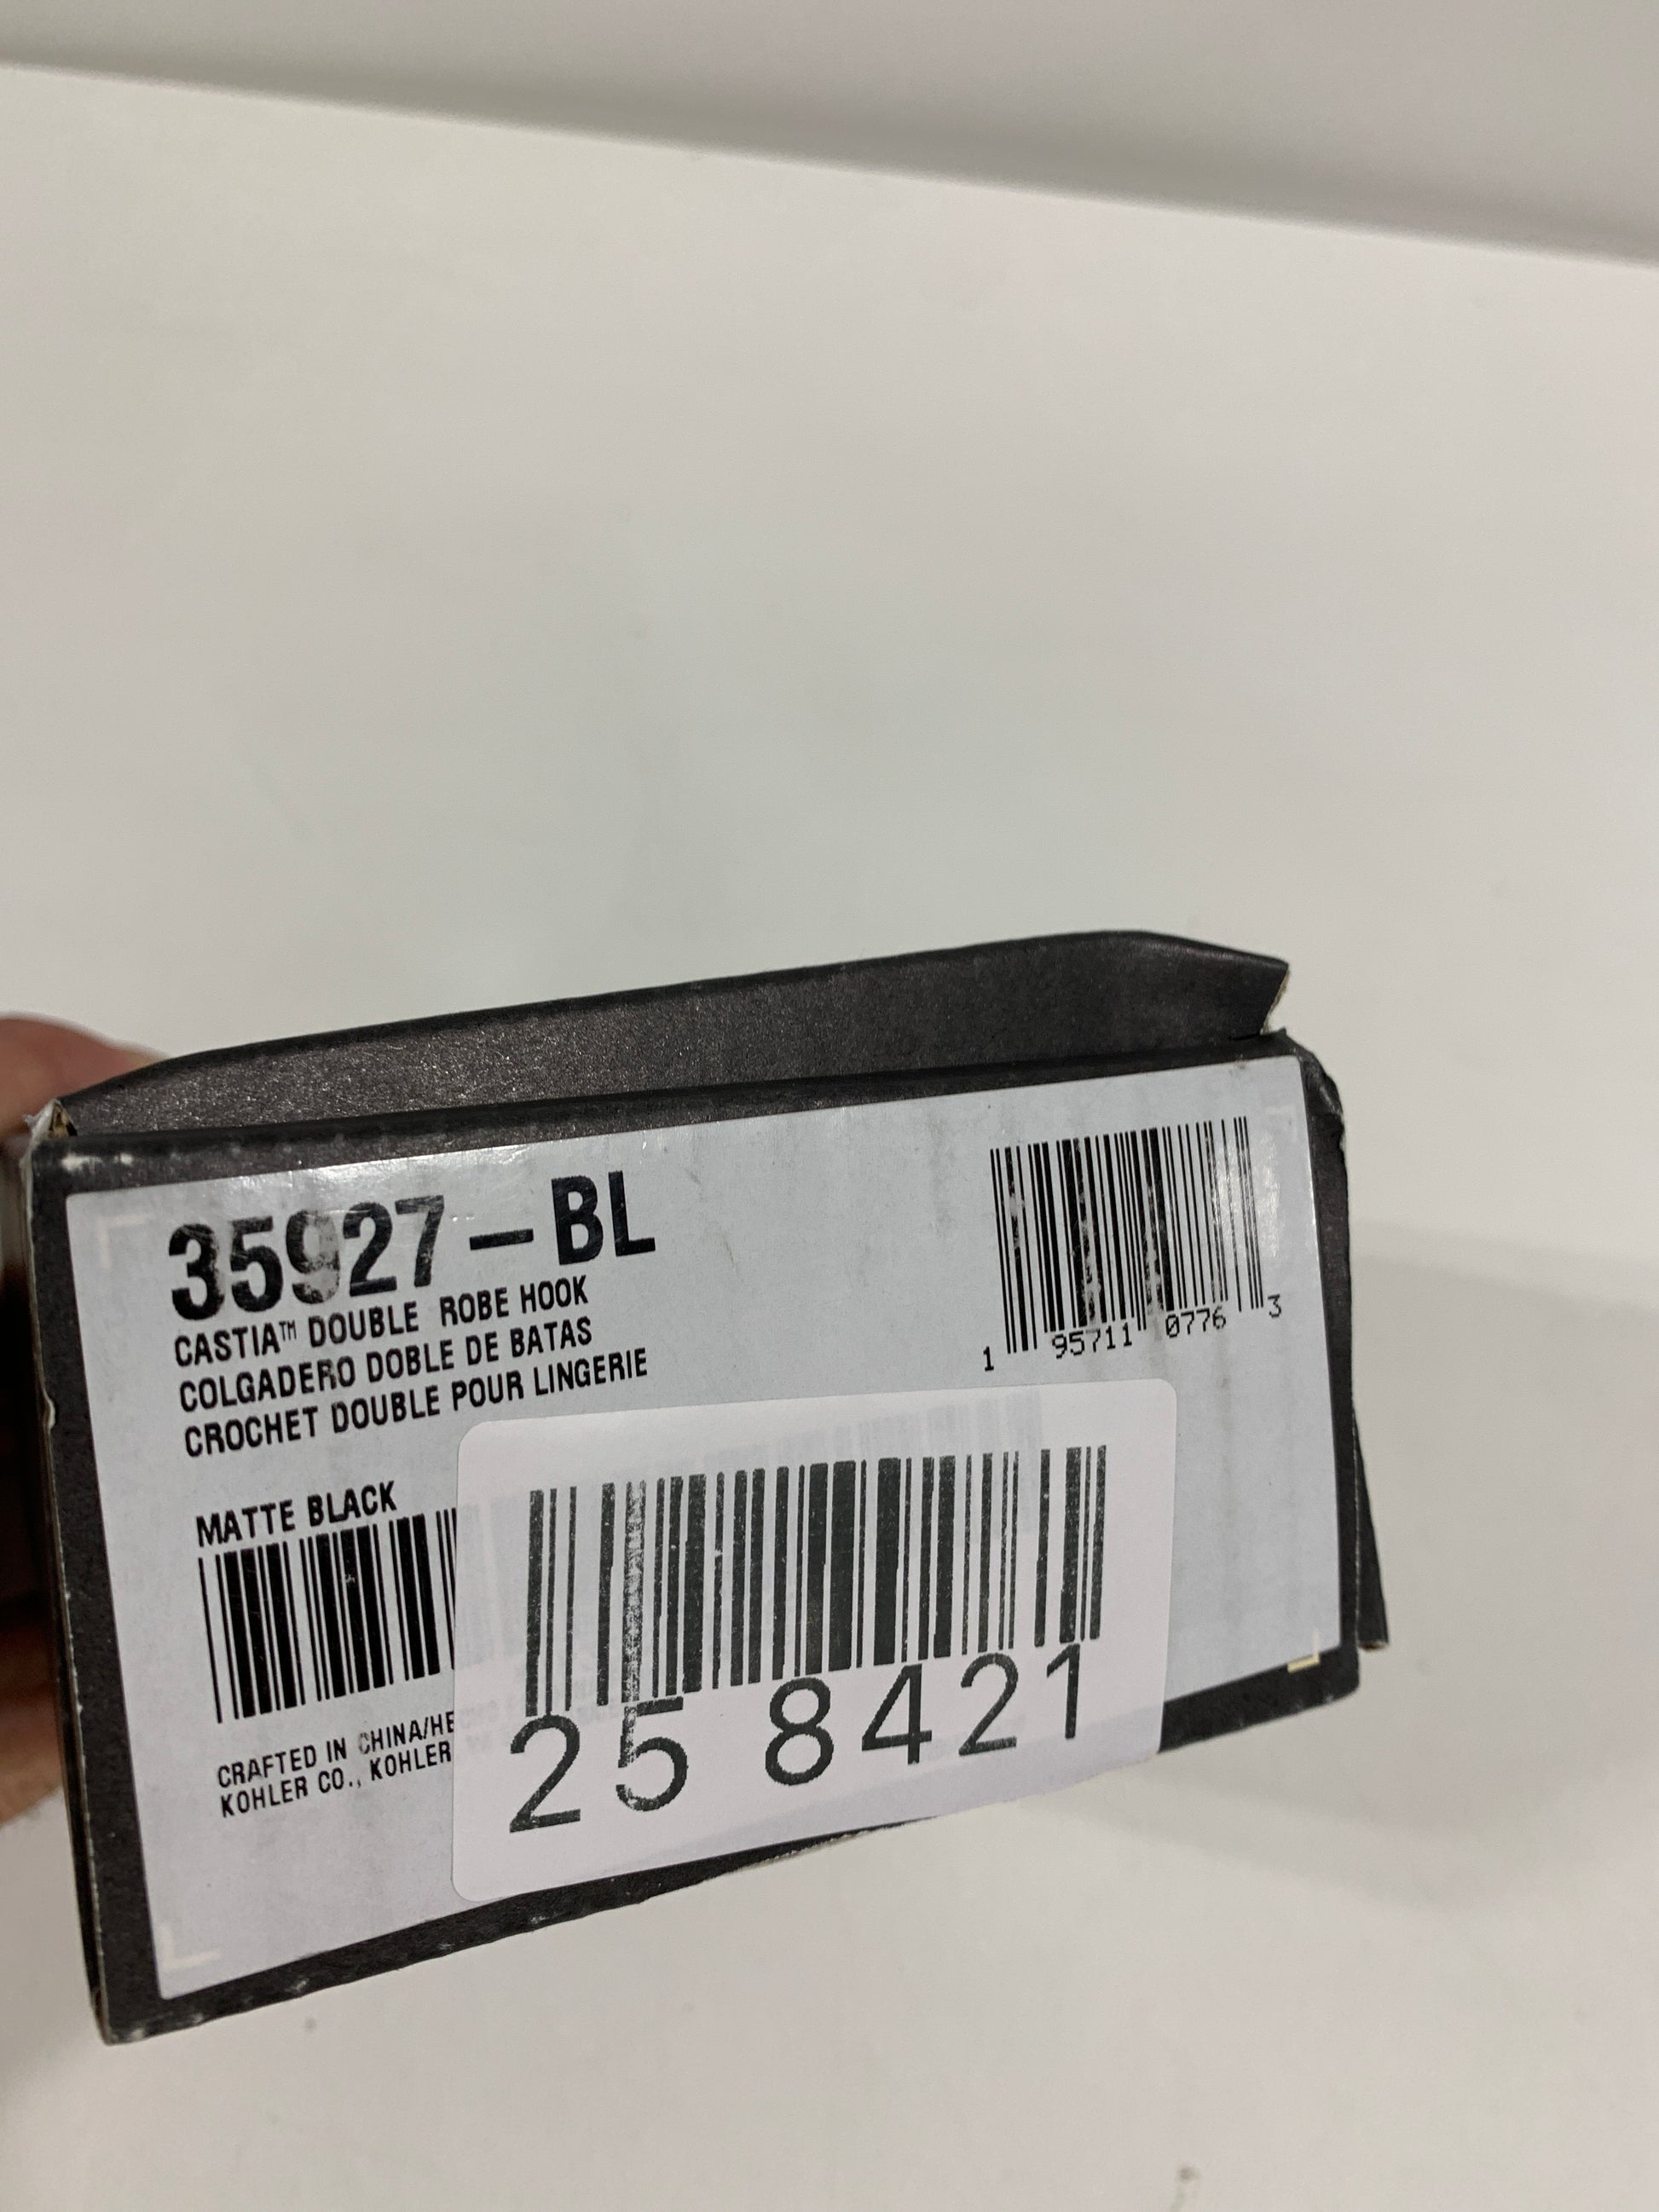 35927-BL
CASTIA™ DOUBLE ROBE HOOK
COLGADERO DOBLE DE BATAS
CROCHET DOUBLE POUR LINGERIE
1 95711 0776 3
MATTE BLACK
CRAFTED IN CHINA/HE
KOHLER CO., KOHLER
25 8421